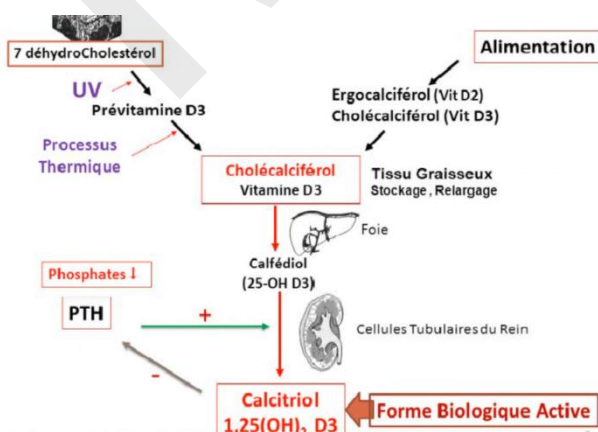 7 déhydroCholestérol
Alimentation
UV
Prévitamine D3
Ergocalciférol (Vit D2)
Cholécalciférol (Vit D3)
Processus
Thermique
Cholécalciférol
Vitamine D3
Tissu Graisseux
Stockage , Relargage
Foie
Calfédiol
(25-OH D3)
Phosphates ↓
PTH
+
Cellules Tubulaires du Rein
-
Calcitriol
1.25(OH)₂ D3
Forme Biologique Active